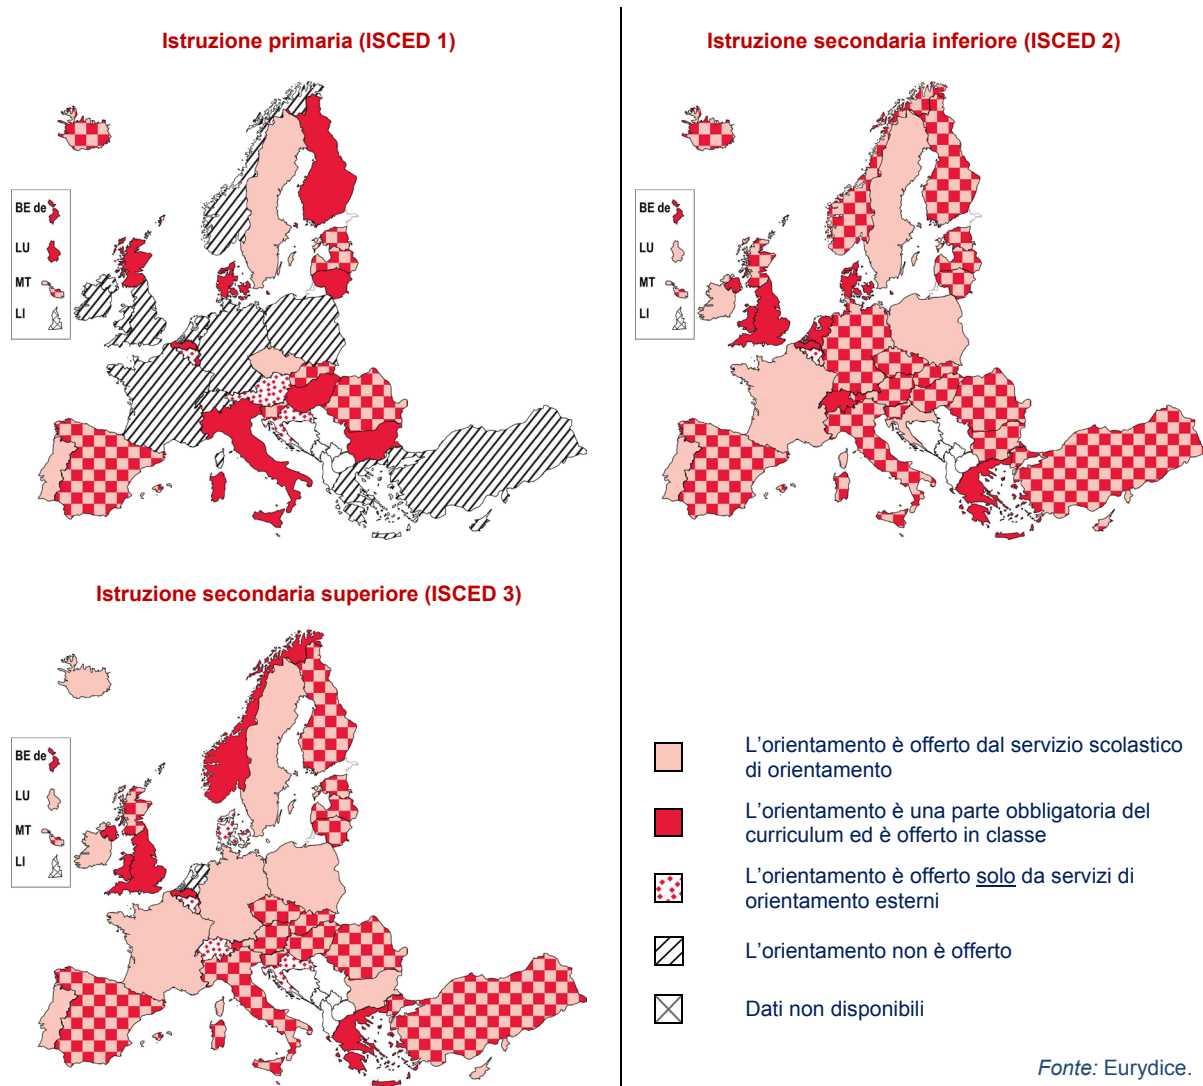 Istruzione primaria (ISCED 1)
BE de
LU
MT
LI
Istruzione secondaria inferiore (ISCED 2)
BE de
LU
MT
LI
Istruzione secondaria superiore (ISCED 3)
BE de
LU
MT
LI
L'orientamento è offerto dal servizio scolastico
di orientamento
L'orientamento è una parte obbligatoria del
curriculum ed è offerto in classe
L'orientamento è offerto solo da servizi di
orientamento esterni
L'orientamento non è offerto
Dati non disponibili
Fonte: Eurydice.